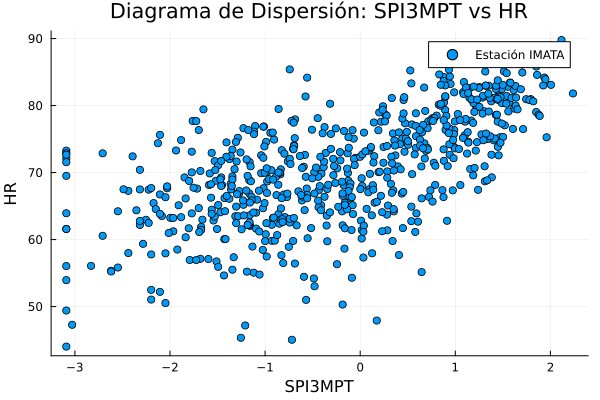 Diagrama de Dispersión: SPI3MPT vs HR
Estación IMATA
HR
90
80
70
60
50
−3
−2
−1
0
1
2
SPI3MPT